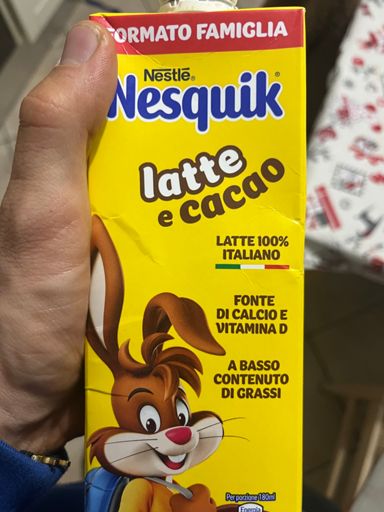 FORMATO FAMIGLIA
Nestlé®
Nesquik®
latte
e cacao
LATTE 100%
ITALIANO
FONTE
DI CALCIO E
VITAMINA D
A BASSO
CONTENUTO
DI GRASSI
Per porzione 180ml
Energia